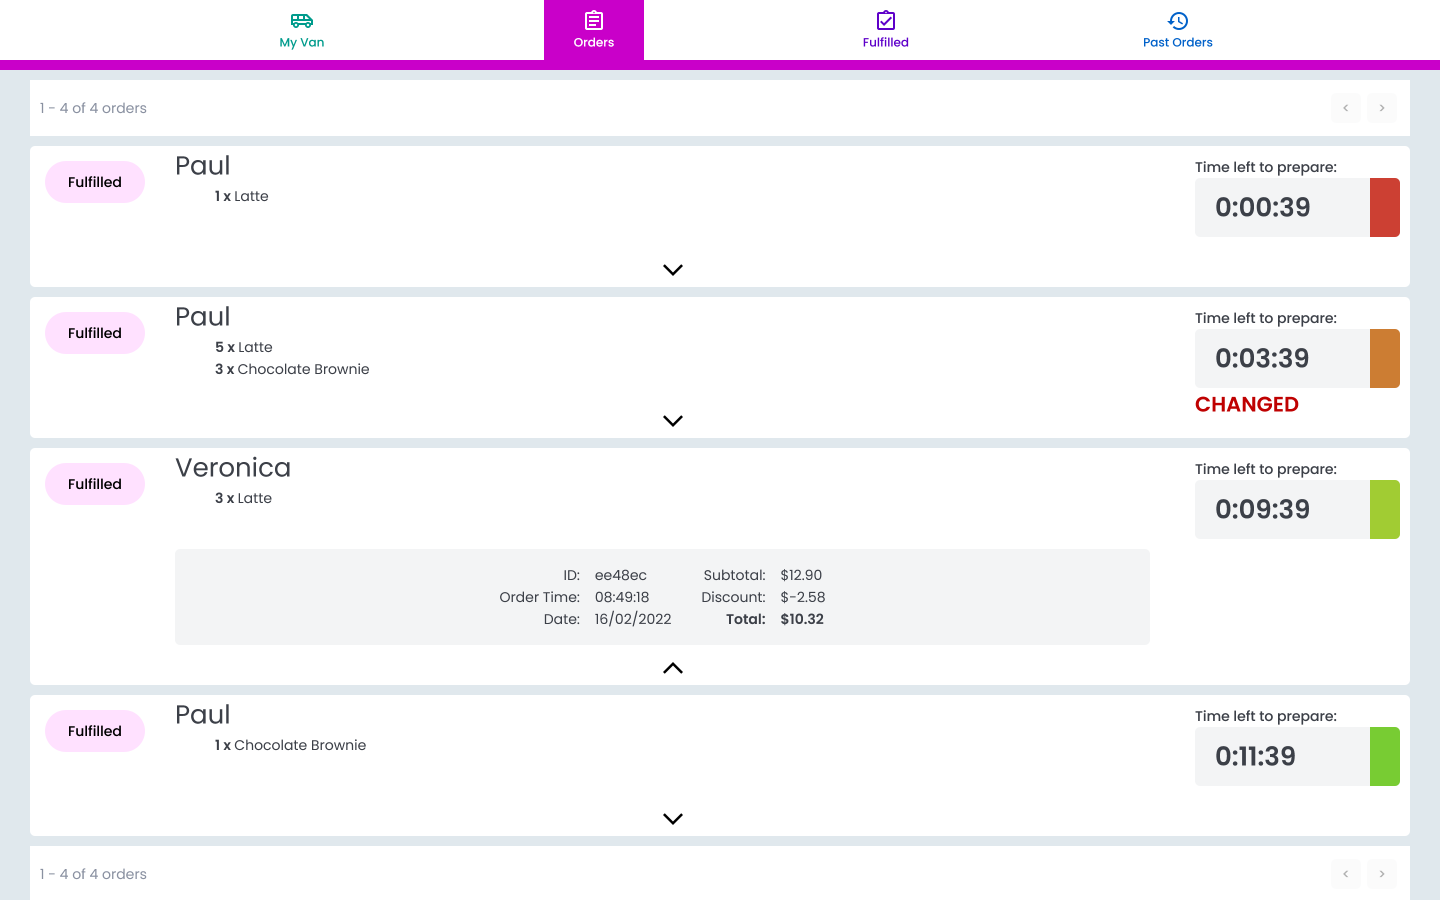 My Van
Orders
Fulfilled
Past Orders
1 - 4 of 4 orders
< >
Fulfilled
Paul
1 x Latte
Time left to prepare:
0:00:39
Fulfilled
Paul
5 x Latte
3 x Chocolate Brownie
Time left to prepare:
0:03:39
CHANGED
Fulfilled
Veronica
3 x Latte
Time left to prepare:
0:09:39
ID: ee48ec Subtotal: $12.90
Order Time: 08:49:18 Discount: $-2.58
Date: 16/02/2022 Total: $10.32
Fulfilled
Paul
1 x Chocolate Brownie
Time left to prepare:
0:11:39
1 - 4 of 4 orders
< >